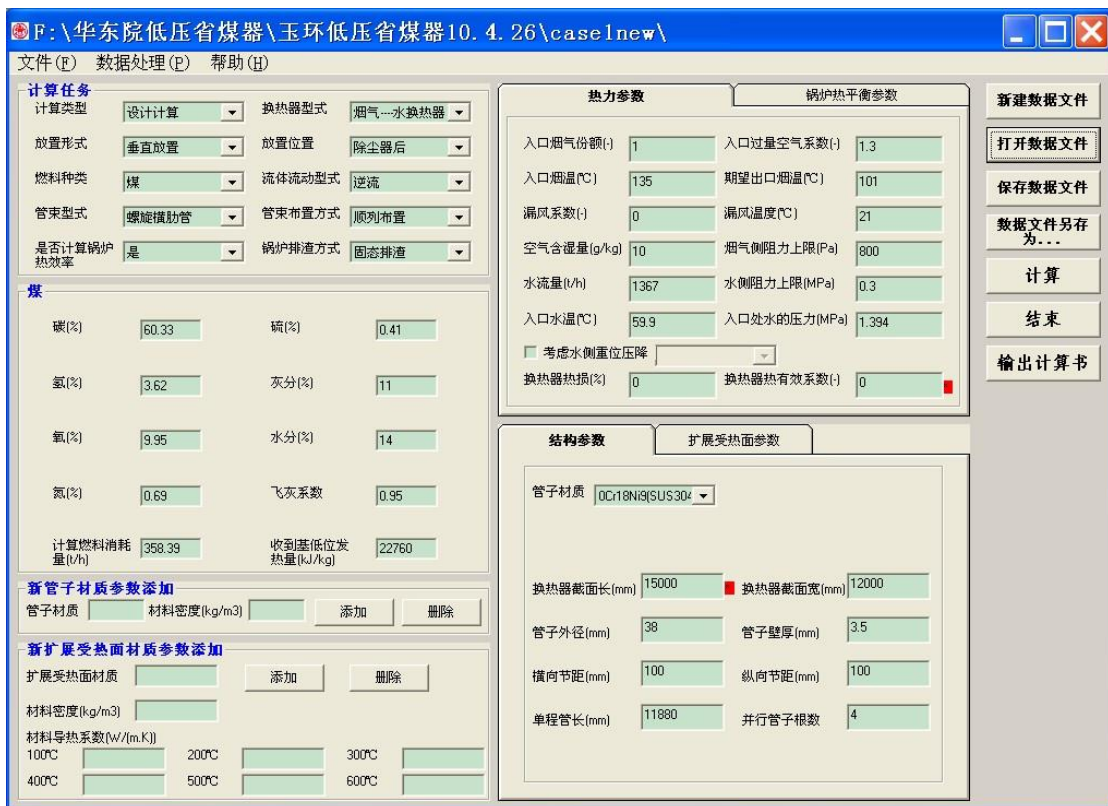 F:\华东院低压省煤器\玉环低压省煤器10.4.26\case1new\
文件(F) 数据处理(P) 帮助(H)
计算任务
计算类型 设计计算 换热器型式 烟气---水换热器
放置形式 垂直放置 放置位置 除尘器后
燃料种类 煤 流体流动型式 逆流
管束型式 螺旋横肋管 管束布置方式 顺列布置
是否计算锅炉热效率 是 锅炉排渣方式 固态排渣
煤
碳(%) 60.33 硫(%) 0.41
氢(%) 3.62 灰分(%) 11
氧(%) 9.95 水分(%) 14
氮(%) 0.69 飞灰系数 0.95
计算燃料消耗量(t/h) 358.39 收到基低位发热量(kJ/kg) 22760
新管子材质参数添加
管子材质 材料密度(kg/m3) 添加 删除
新扩展受热面材质参数添加
扩展受热面材质 添加 删除
材料密度(kg/m3)
材料导热系数(W/(m.K))
100℃ 200℃ 300℃
400℃ 500℃ 600℃
热力参数 锅炉热平衡参数
入口烟气份额(-) 1 入口过量空气系数(-) 1.3
入口烟温(℃) 135 期望出口烟温(℃) 101
漏风系数(-) 0 漏风温度(℃) 21
空气含湿量(g/kg) 10 烟气侧阻力上限(Pa) 800
水流量(t/h) 1367 水侧阻力上限(MPa) 0.3
入口水温(℃) 59.9 入口处水的压力(MPa) 1.394
考虑水侧重位压降
换热器热损(%) 0 换热器热有效系数(-) 0
结构参数 扩展受热面参数
管子材质 0Cr18Ni9(SUS304
换热器截面长(mm) 15000 换热器截面宽(mm) 12000
管子外径(mm) 38 管子壁厚(mm) 3.5
横向节距(mm) 100 纵向节距(mm) 100
单程管长(mm) 11880 并行管子根数 4
新建数据文件
打开数据文件
保存数据文件
数据文件另存
为...
计算
结束
输出计算书